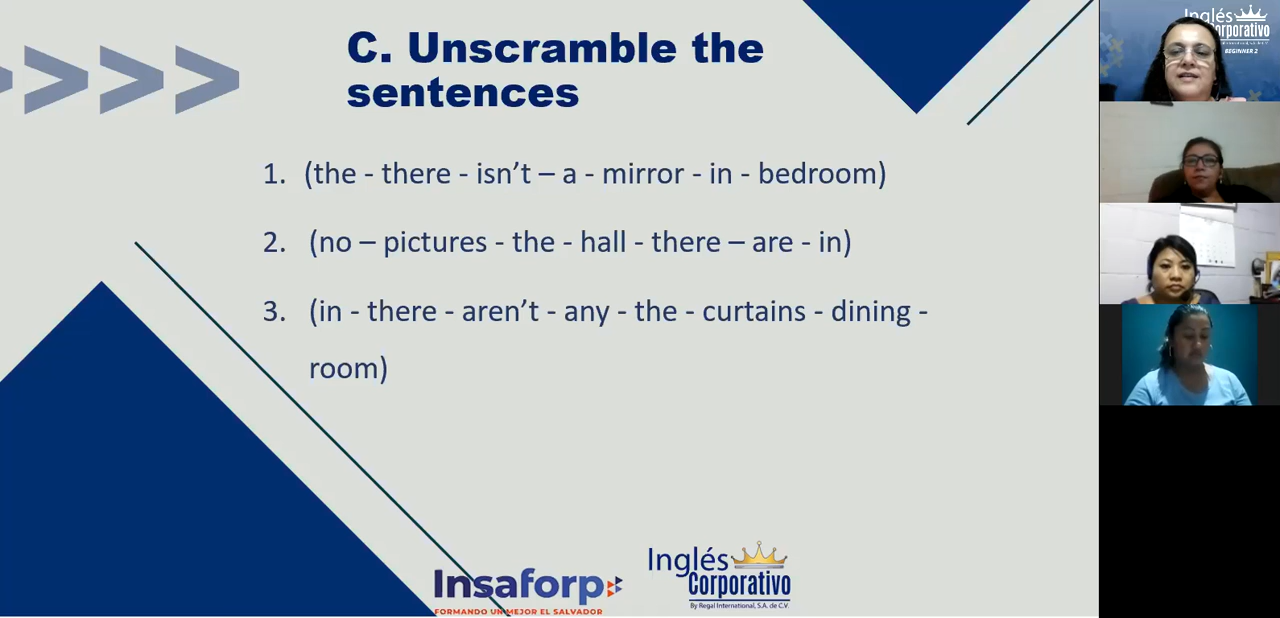 C. Unscramble the
sentences
1. (the - there - isn’t – a - mirror - in - bedroom)
2. (no – pictures - the - hall - there – are - in)
3. (in - there - aren’t - any - the - curtains - dining -
room)
Insaforp
FORMANDO UN MEJOR EL SALVADOR
Inglés
Corporativo
By Regal International, S.A. de C.V.
Inglés
Corporativo
BEGINNER 2